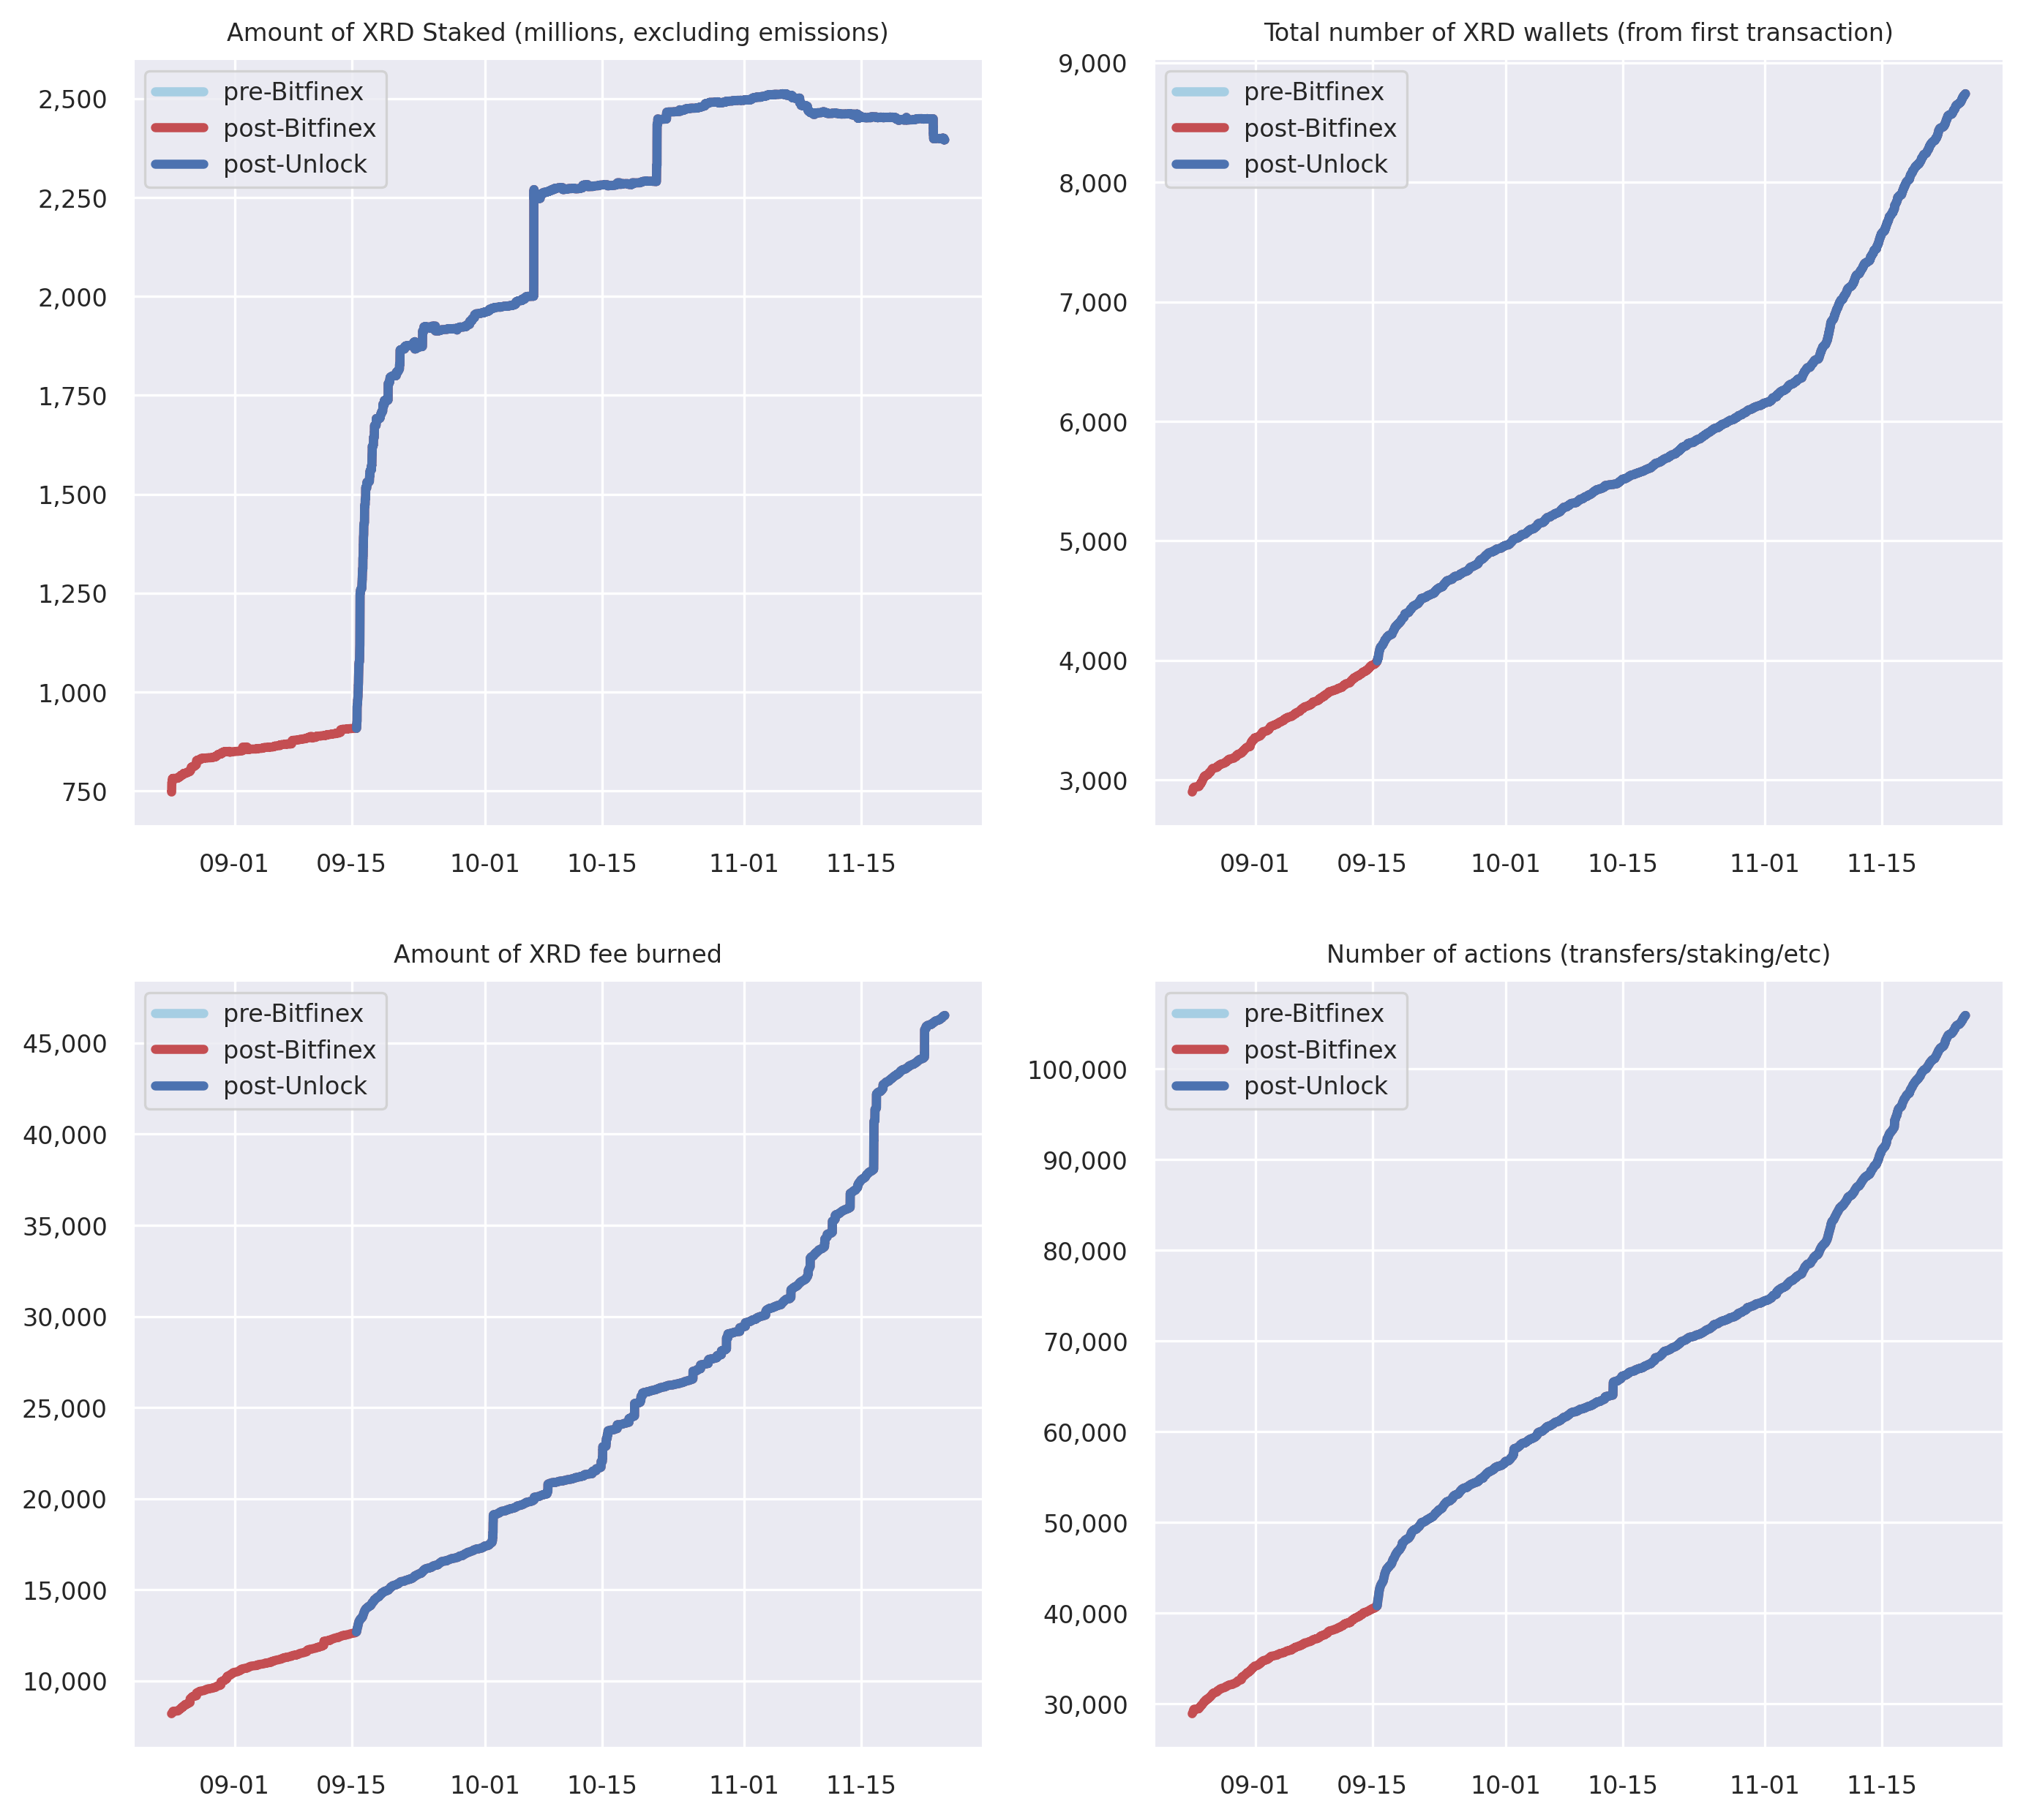 Amount of XRD Staked (millions, excluding emissions)
pre-Bitfinex
post-Bitfinex
post-Unlock
2,500
2,250
2,000
1,750
1,500
1,250
1,000
750
09-01 09-15 10-01 10-15 11-01 11-15
Total number of XRD wallets (from first transaction)
pre-Bitfinex
post-Bitfinex
post-Unlock
9,000
8,000
7,000
6,000
5,000
4,000
3,000
09-01 09-15 10-01 10-15 11-01 11-15
Amount of XRD fee burned
pre-Bitfinex
post-Bitfinex
post-Unlock
45,000
40,000
35,000
30,000
25,000
20,000
15,000
10,000
09-01 09-15 10-01 10-15 11-01 11-15
Number of actions (transfers/staking/etc)
pre-Bitfinex
post-Bitfinex
post-Unlock
100,000
90,000
80,000
70,000
60,000
50,000
40,000
30,000
09-01 09-15 10-01 10-15 11-01 11-15